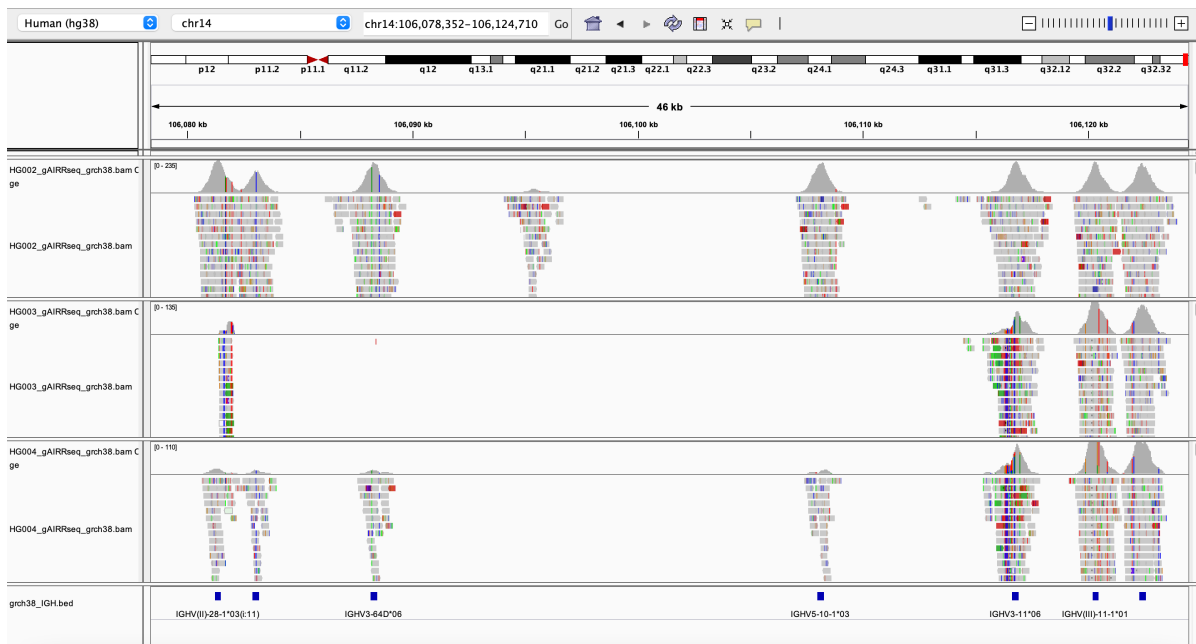 Human (hg38) chr14 chr14:106,078,352-106,124,710 Go
p12 p11.2 p11.1 q11.2 q12 q13.1 q21.1 q21.2 q21.3 q22.1 q22.3 q23.2 q24.1 q24.3 q31.1 q31.3 q32.12 q32.2 q32.32
46 kb
106,080 kb 106,090 kb 106,100 kb 106,110 kb 106,120 kb
HG002_gAIRRseq_grch38.bam C
ge
[0 - 235]
HG002_gAIRRseq_grch38.bam
HG003_gAIRRseq_grch38.bam C
ge
[0 - 135]
HG003_gAIRRseq_grch38.bam
HG004_gAIRRseq_grch38.bam C
ge
[0 - 110]
HG004_gAIRRseq_grch38.bam
grch38_IGH.bed
IGHV(II)-28-1*03(i:11) IGHV3-64D*06 IGHV5-10-1*03 IGHV3-11*06 IGHV(III)-11-1*01